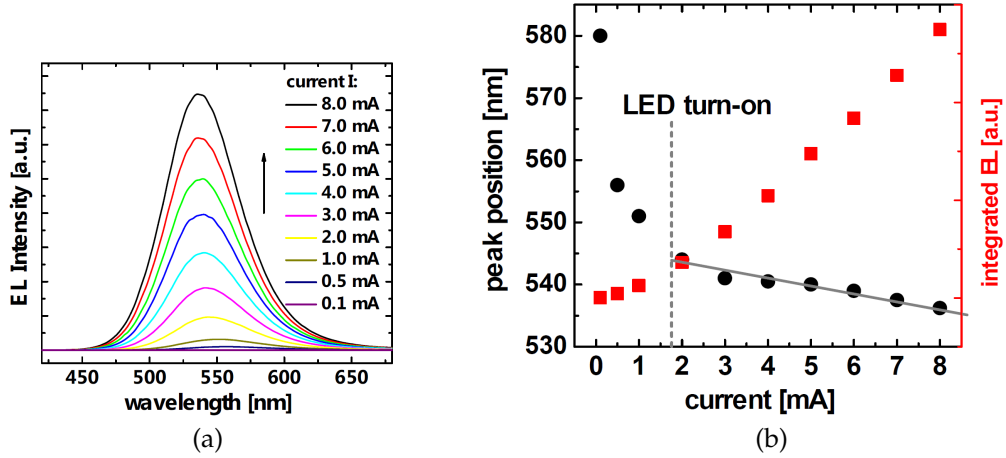 EL Intensity [a.u.]
current I:
8.0 mA
7.0 mA
6.0 mA
5.0 mA
4.0 mA
3.0 mA
2.0 mA
1.0 mA
0.5 mA
0.1 mA
450 500 550 600 650
wavelength [nm]
(a)
peak position [nm]
580
570
560
550
540
530
LED turn-on
0 1 2 3 4 5 6 7 8
current [mA]
integrated EL [a.u.]
(b)